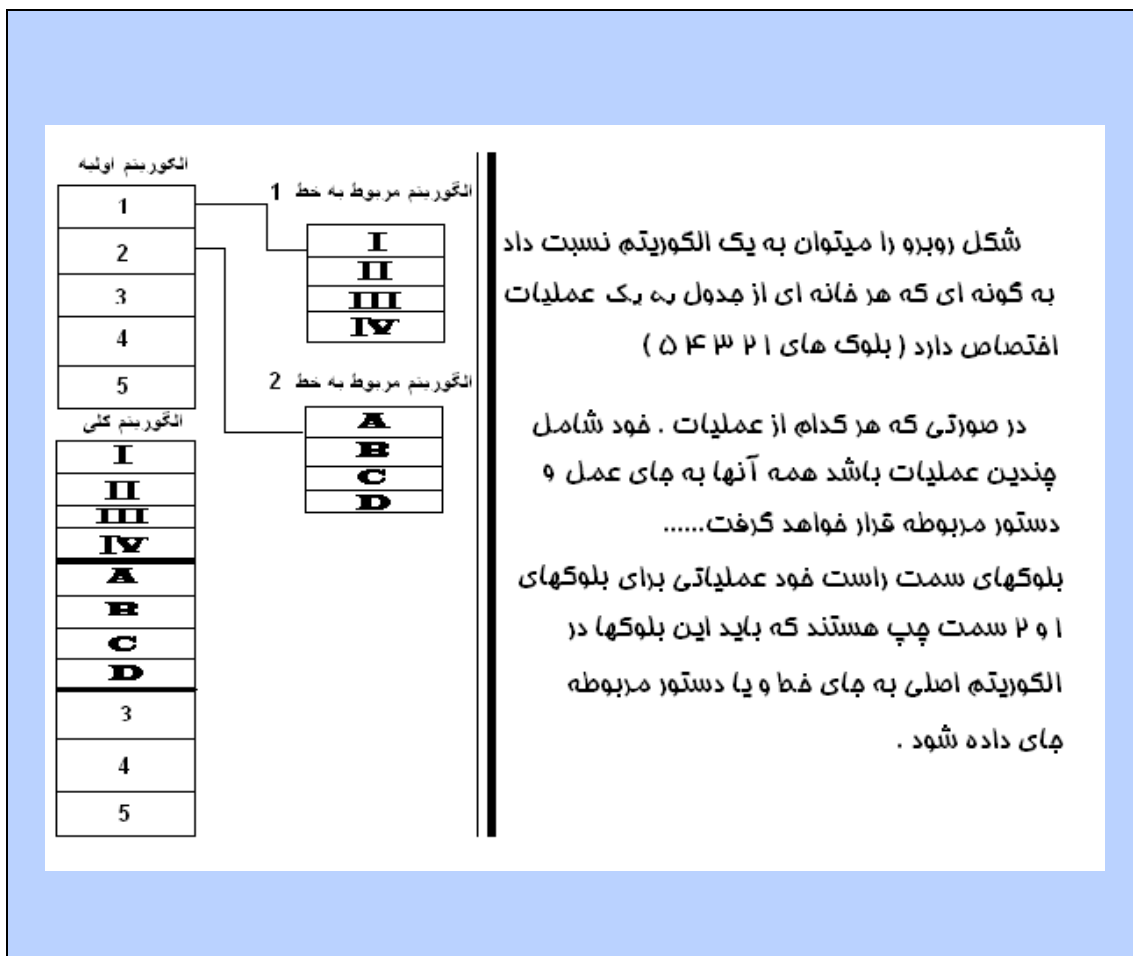 شکل روبرو را میتوان به یک الکوریتم نسبت داد
به گونه ای که هر خانه ای از جدول به یک عملیات
اختصاص دارد ( بلوک های ۱ ۲ ۳ ۴ ۵ )
در صورتی که هر کدام از عملیات . خود شامل
چندین عملیات باشد همه آنها به جای عمل و
دستور مربوطه قرار خواهد گرفت......
بلوکهای سمت راست خود عملیاتی برای بلوکهای
۱ و ۲ سمت چپ هستند که باید این بلوکها در
الکوریتم اصلی به جای خط و یا دستور مربوطه
جای داده شود .
الگوریتم مربوط به خط 1
I
II
III
IV
الگوریتم مربوط به خط 2
A
B
C
D
الگوریتم اولیه
1
2
3
4
5
الگوریتم کلی
I
II
III
IV
A
B
C
D
3
4
5